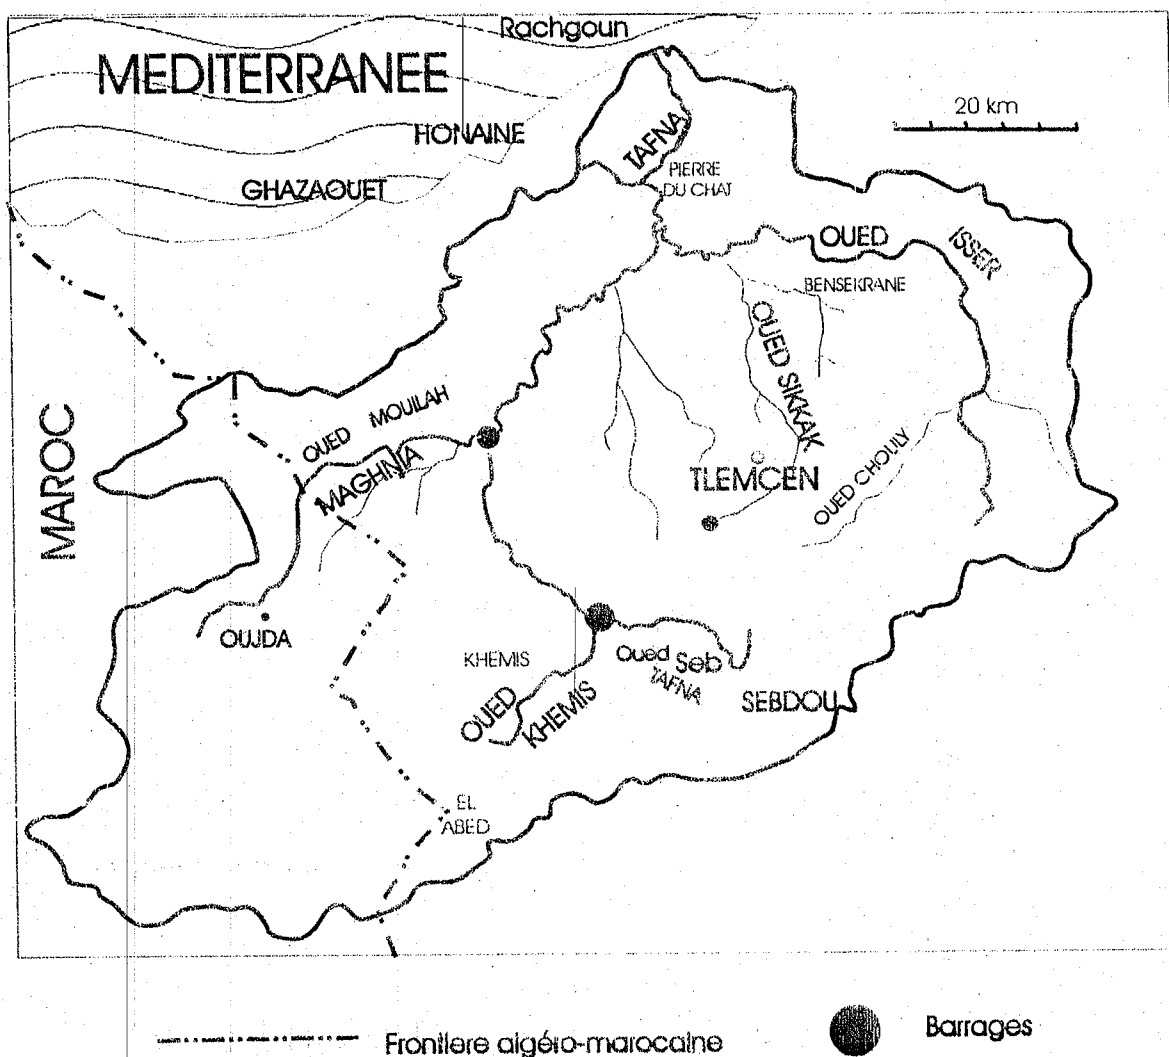 Rachgoun
MEDITERRANEE
20 km
HONAINE
TAFNA
PIERRE
DU CHAT
GHAZAOUET
OUED
ISSER
BENSEKRANE
OUED SIKKAK
OUED MOUILAH
MAROC
MAGHNIA
TLEMCEN
OUED CHOULY
OUJDA
KHEMIS
Oued Seb
TAFNA
OUED
KHEMIS
SEBDOU
EL
ABED
Frontiere algéro-marocaine
Barrages